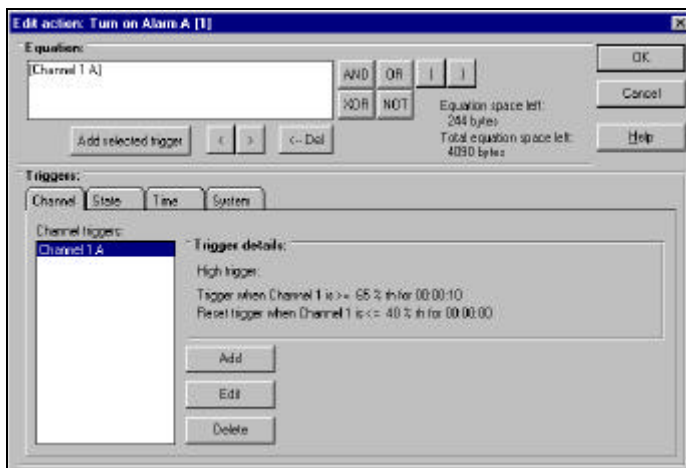 Edit action: Turn on Alarm A [1]
Equation:
[Channel 1 A]
AND OR ( )
XOR NOT
Equation space left:
244 bytes
Total equation space left:
4090 bytes
OK
Cancel
Help
Add selected trigger < > <-- Del
Triggers:
Channel State Time System
Channel triggers:
Channel 1 A
Trigger details:
High trigger:
Trigger when Channel 1 is >= 65 % rh for 00:00:10
Reset trigger when Channel 1 is <= 40 % rh for 00:00:00
Add
Edit
Delete